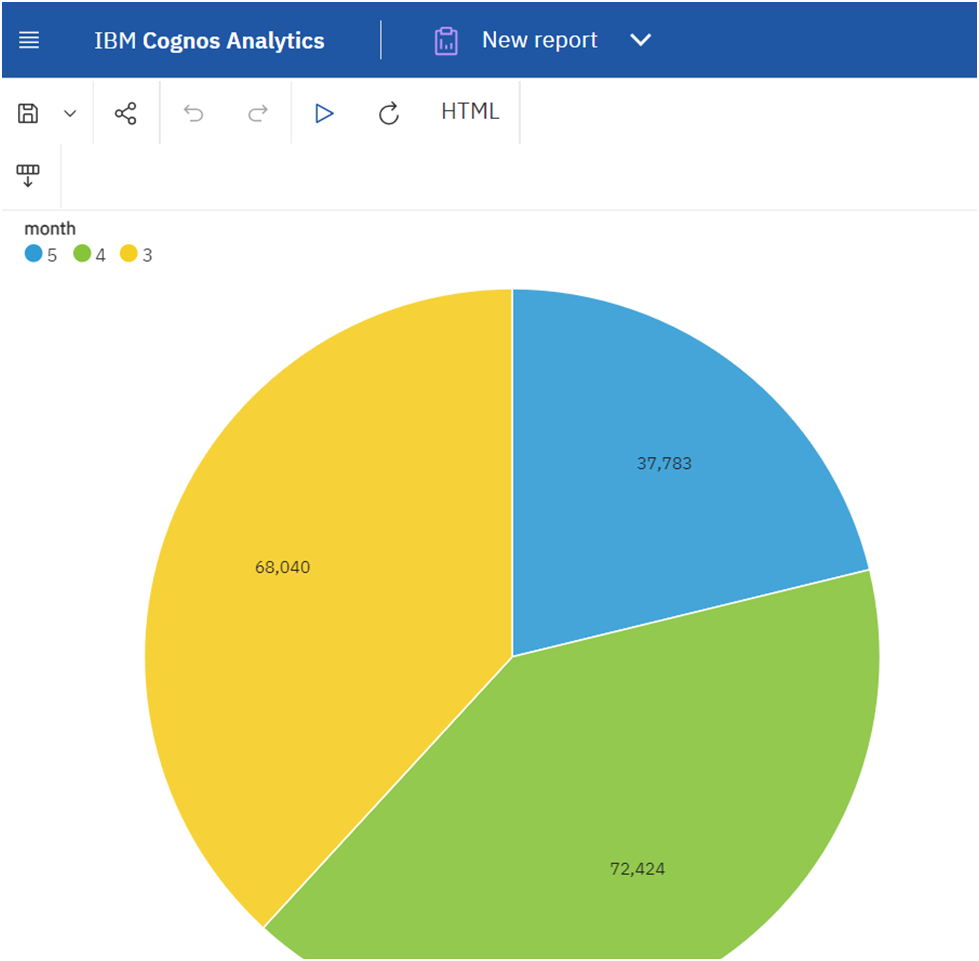 IBM Cognos Analytics New report
HTML
month
5 4 3
37,783
68,040
72,424